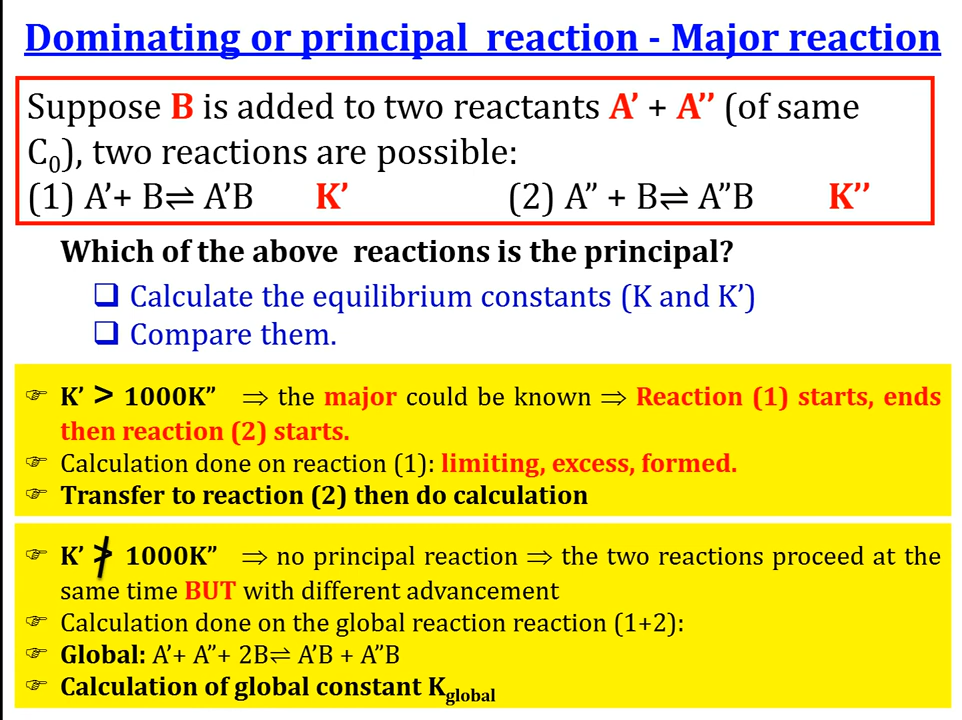 Dominating or principal reaction - Major reaction
Suppose B is added to two reactants A’ + A’’ (of same
C₀), two reactions are possible:
(1) A’+ B⇌ A’B K’ (2) A” + B⇌ A”B K’’
Which of the above reactions is the principal?
❑ Calculate the equilibrium constants (K and K’)
❑ Compare them.
☞ K’ > 1000K” ⇒ the major could be known ⇒ Reaction (1) starts, ends
then reaction (2) starts.
☞ Calculation done on reaction (1): limiting, excess, formed.
☞ Transfer to reaction (2) then do calculation
☞ K’ ≯ 1000K” ⇒ no principal reaction ⇒ the two reactions proceed at the
same time BUT with different advancement
☞ Calculation done on the global reaction reaction (1+2):
☞ Global: A’+ A”+ 2B⇌ A’B + A”B
☞ Calculation of global constant Kglobal